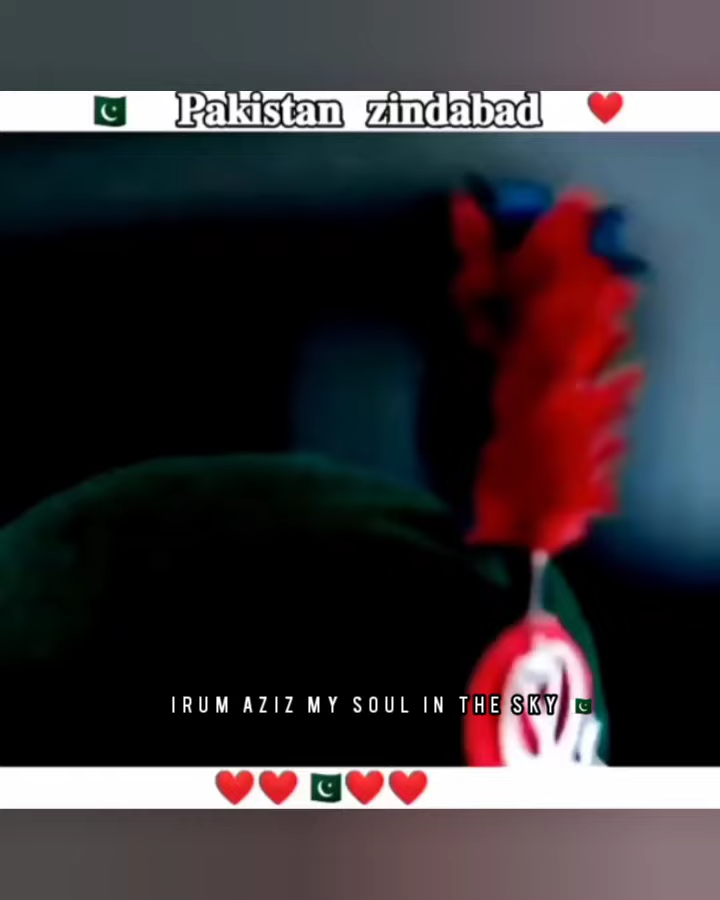 🇵🇰 Pakistan zindabad ❤️
IRUM AZIZ MY SOUL IN THE SKY 🇵🇰
❤️❤️ 🇵🇰❤️❤️